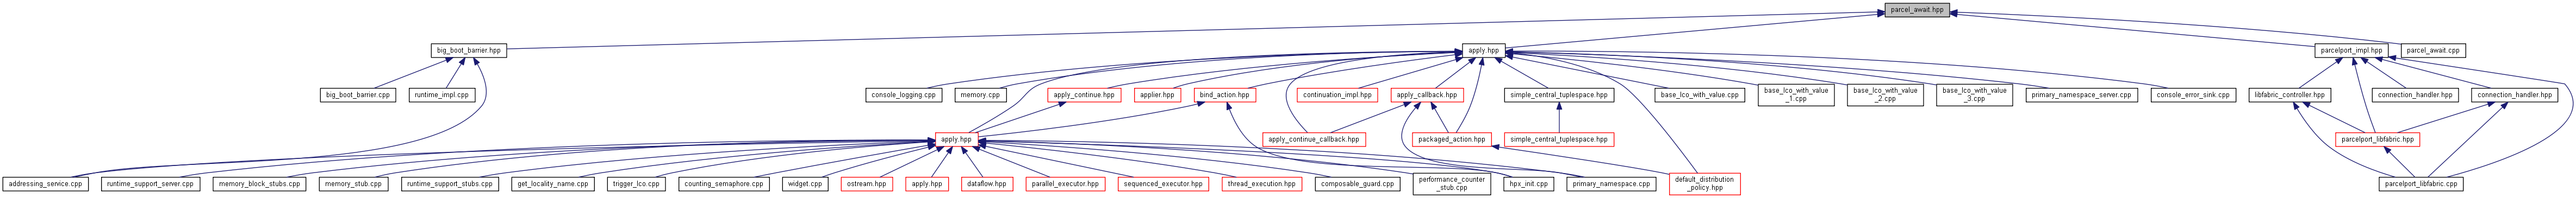 parcel_await.hpp
big_boot_barrier.hpp
apply.hpp
parcelport_impl.hpp
parcel_await.cpp
big_boot_barrier.cpp
runtime_impl.cpp
console_logging.cpp
memory.cpp
apply_continue.hpp
applier.hpp
bind_action.hpp
continuation_impl.hpp
apply_callback.hpp
simple_central_tuplespace.hpp
base_lco_with_value.cpp
base_lco_with_value
_1.cpp
base_lco_with_value
_2.cpp
base_lco_with_value
_3.cpp
primary_namespace_server.cpp
console_error_sink.cpp
libfabric_controller.hpp
connection_handler.hpp
connection_handler.hpp
apply.hpp
apply_continue_callback.hpp
packaged_action.hpp
simple_central_tuplespace.hpp
parcelport_libfabric.hpp
addressing_service.cpp
runtime_support_server.cpp
memory_block_stubs.cpp
memory_stub.cpp
runtime_support_stubs.cpp
get_locality_name.cpp
trigger_lco.cpp
counting_semaphore.cpp
widget.cpp
ostream.hpp
apply.hpp
dataflow.hpp
parallel_executor.hpp
sequenced_executor.hpp
thread_execution.hpp
composable_guard.cpp
performance_counter
_stub.cpp
hpx_init.cpp
primary_namespace.cpp
default_distribution
_policy.hpp
parcelport_libfabric.cpp